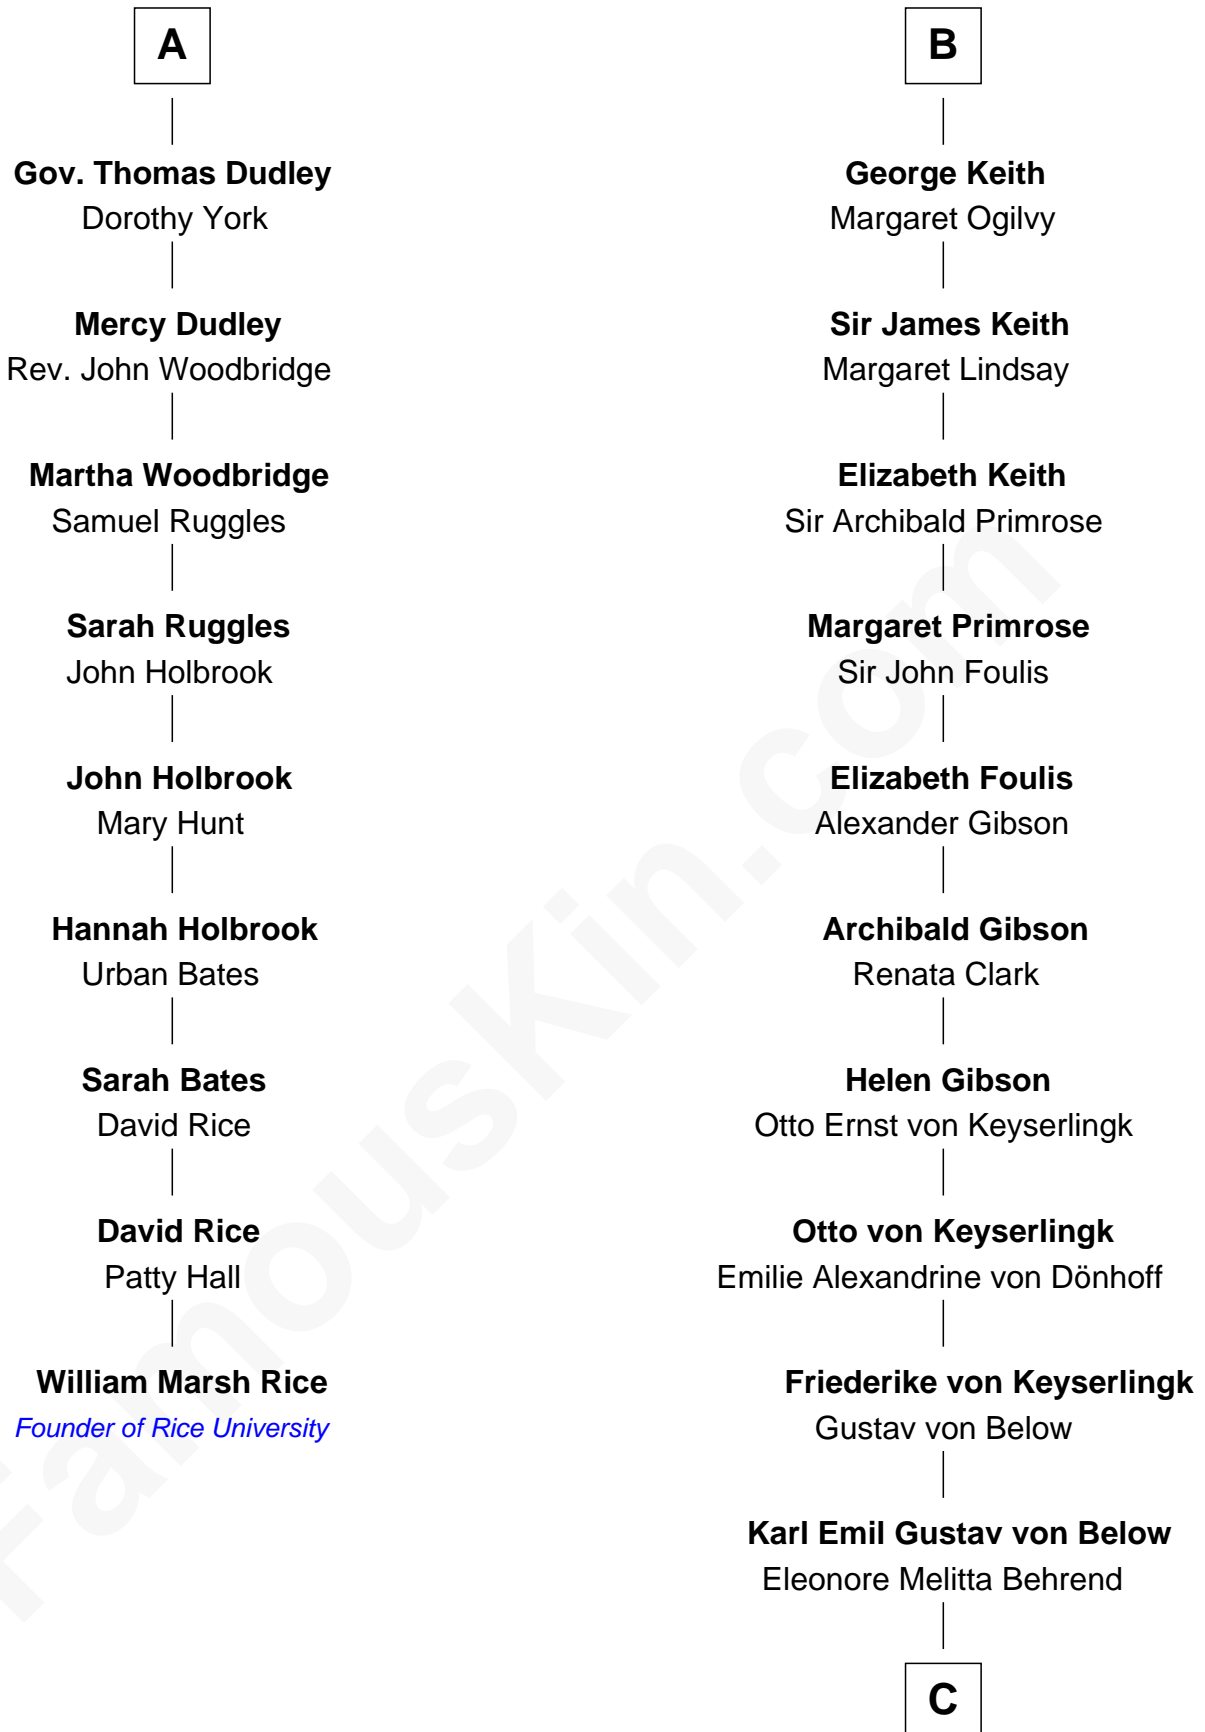 A
Gov. Thomas Dudley
Dorothy York
Mercy Dudley
Rev. John Woodbridge
Martha Woodbridge
Samuel Ruggles
Sarah Ruggles
John Holbrook
John Holbrook
Mary Hunt
Hannah Holbrook
Urban Bates
Sarah Bates
David Rice
David Rice
Patty Hall
William Marsh Rice
Founder of Rice University
B
George Keith
Margaret Ogilvy
Sir James Keith
Margaret Lindsay
Elizabeth Keith
Sir Archibald Primrose
Margaret Primrose
Sir John Foulis
Elizabeth Foulis
Alexander Gibson
Archibald Gibson
Renata Clark
Helen Gibson
Otto Ernst von Keyserlingk
Otto von Keyserlingk
Emilie Alexandrine von Dönhoff
Friederike von Keyserlingk
Gustav von Below
Karl Emil Gustav von Below
Eleonore Melitta Behrend
C
FamousKin.com